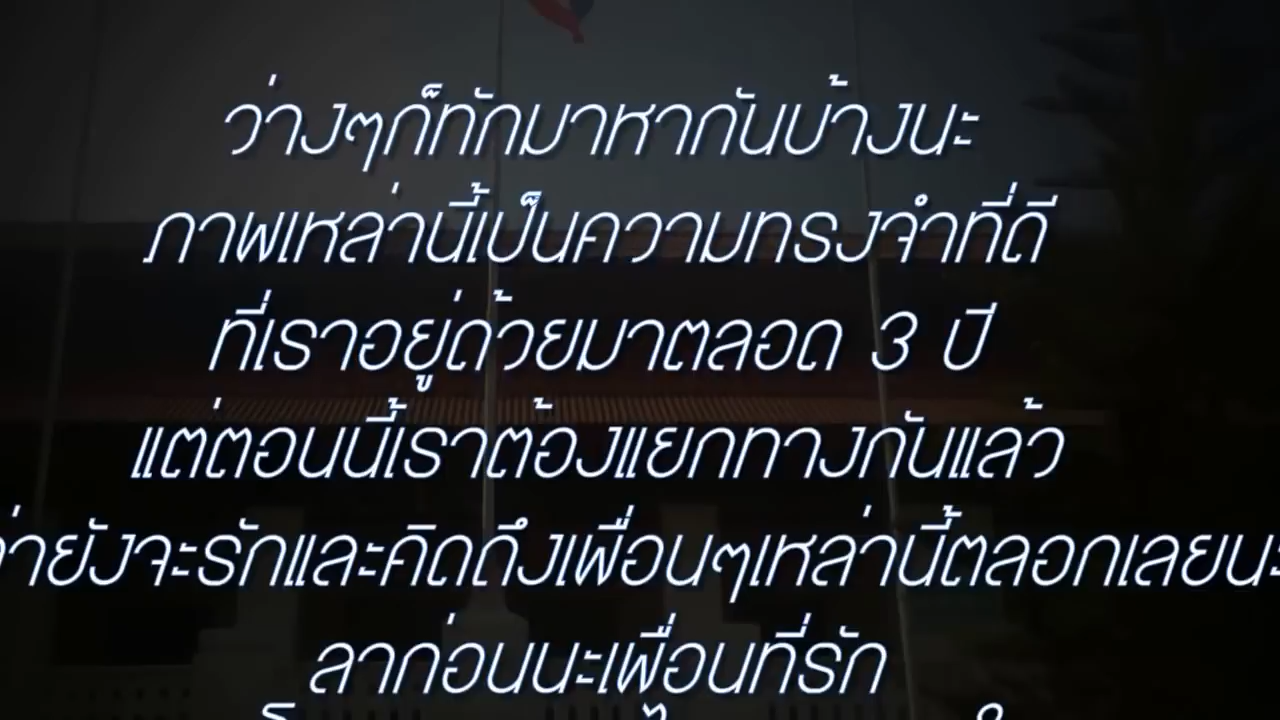 ว่างๆก็ทักมาหากันบ้างนะ
ภาพเหล่านี้เป็นความทรงจำที่ดี
ที่เราอยู่ด้วยมาตลอด 3 ปี
แต่ตอนนี้เราต้องแยกทางกันแล้ว
ยังจะรักและคิดถึงเพื่อนๆเหล่านี้ตลอกเลยนะ
ลาก่อนนะเพื่อนที่รัก